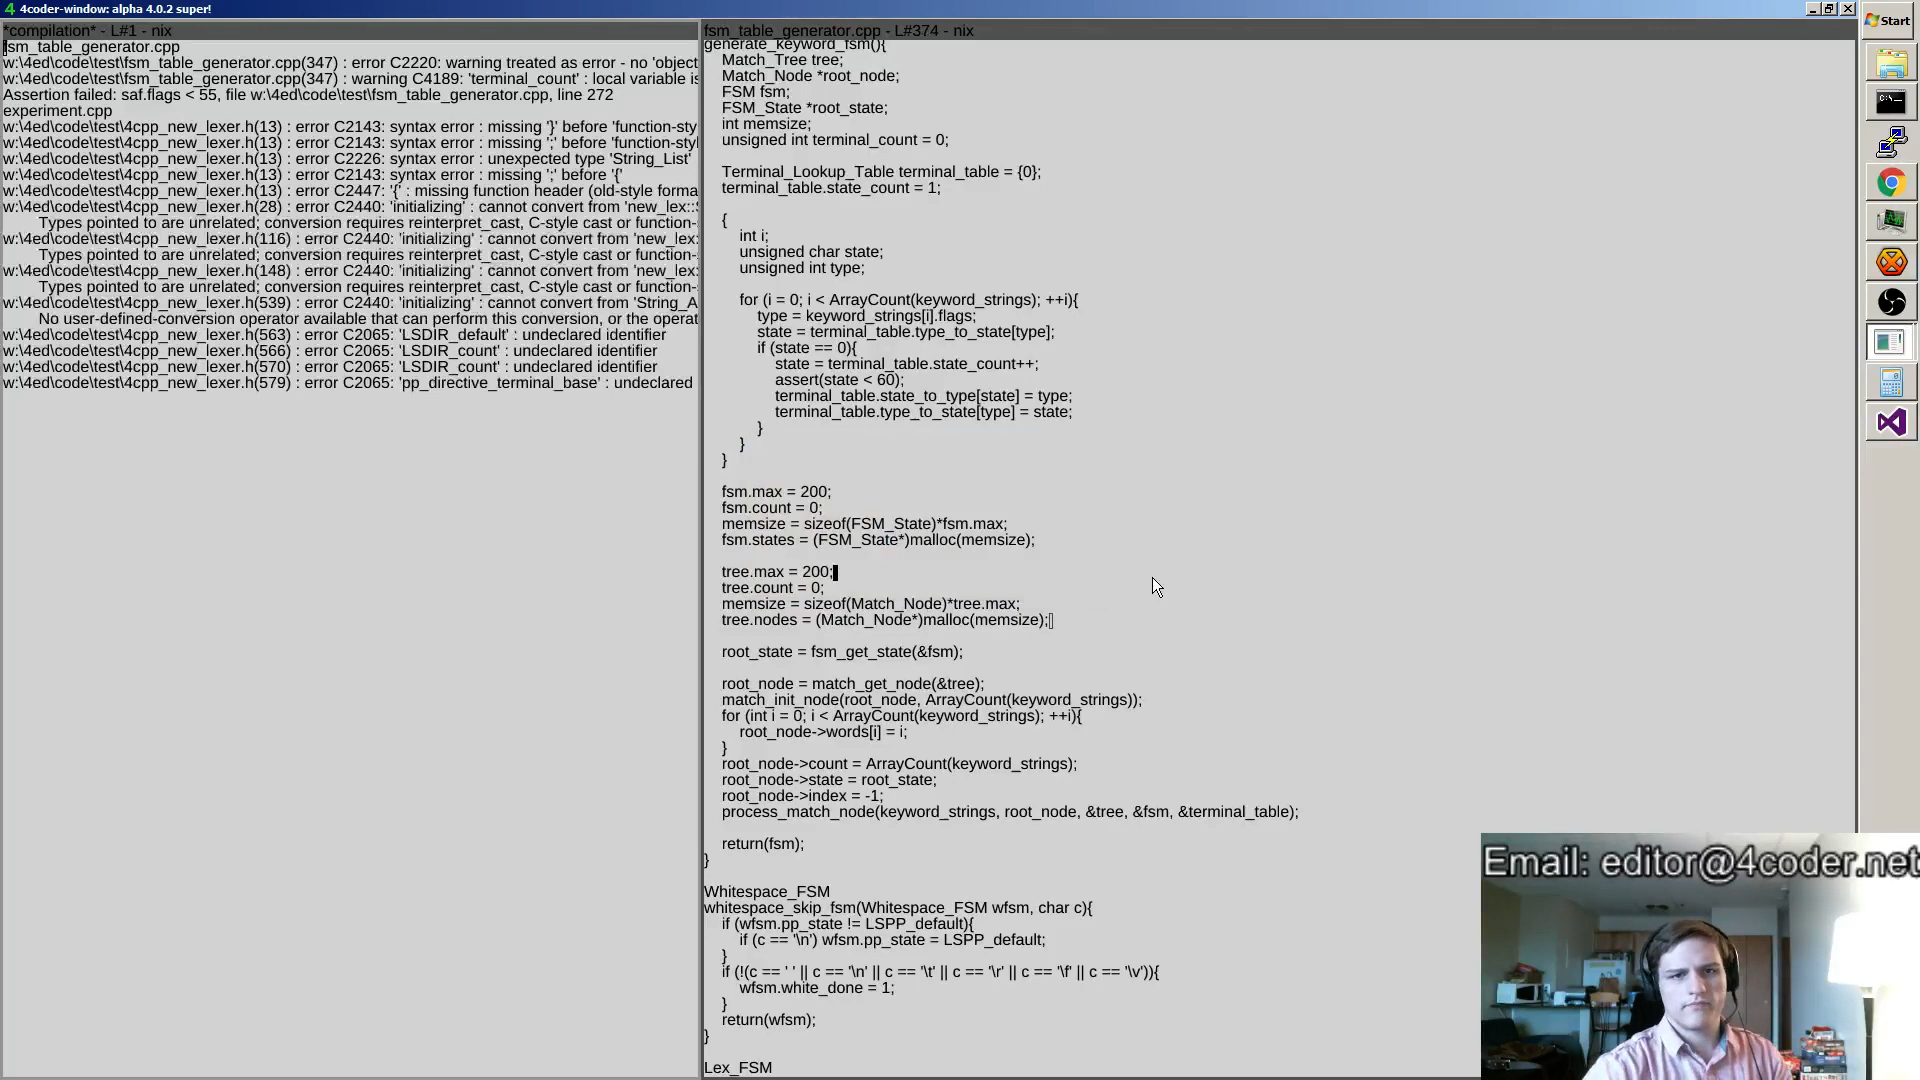 4coder-window: alpha 4.0.2 super!
*compilation* - L#1 - nix
fsm_table_generator.cpp
w:\4ed\code\test\fsm_table_generator.cpp(347) : error C2220: warning treated as error - no 'object
w:\4ed\code\test\fsm_table_generator.cpp(347) : warning C4189: 'terminal_count' : local variable is
Assertion failed: saf.flags < 55, file w:\4ed\code\test\fsm_table_generator.cpp, line 272
experiment.cpp
w:\4ed\code\test\4cpp_new_lexer.h(13) : error C2143: syntax error : missing '}' before 'function-sty
w:\4ed\code\test\4cpp_new_lexer.h(13) : error C2143: syntax error : missing ';' before 'function-styl
w:\4ed\code\test\4cpp_new_lexer.h(13) : error C2226: syntax error : unexpected type 'String_List'
w:\4ed\code\test\4cpp_new_lexer.h(13) : error C2143: syntax error : missing ';' before '{'
w:\4ed\code\test\4cpp_new_lexer.h(13) : error C2447: '{' : missing function header (old-style forma
w:\4ed\code\test\4cpp_new_lexer.h(28) : error C2440: 'initializing' : cannot convert from 'new_lex::
Types pointed to are unrelated; conversion requires reinterpret_cast, C-style cast or function-
w:\4ed\code\test\4cpp_new_lexer.h(116) : error C2440: 'initializing' : cannot convert from 'new_lex:
Types pointed to are unrelated; conversion requires reinterpret_cast, C-style cast or function-
w:\4ed\code\test\4cpp_new_lexer.h(148) : error C2440: 'initializing' : cannot convert from 'new_lex:
Types pointed to are unrelated; conversion requires reinterpret_cast, C-style cast or function-
w:\4ed\code\test\4cpp_new_lexer.h(539) : error C2440: 'initializing' : cannot convert from 'String_A
No user-defined-conversion operator available that can perform this conversion, or the operat
w:\4ed\code\test\4cpp_new_lexer.h(563) : error C2065: 'LSDIR_default' : undeclared identifier
w:\4ed\code\test\4cpp_new_lexer.h(566) : error C2065: 'LSDIR_count' : undeclared identifier
w:\4ed\code\test\4cpp_new_lexer.h(570) : error C2065: 'LSDIR_count' : undeclared identifier
w:\4ed\code\test\4cpp_new_lexer.h(579) : error C2065: 'pp_directive_terminal_base' : undeclared
fsm_table_generator.cpp - L#374 - nix
generate_keyword_fsm(){
Match_Tree tree;
Match_Node *root_node;
FSM fsm;
FSM_State *root_state;
int memsize;
unsigned int terminal_count = 0;
Terminal_Lookup_Table terminal_table = {0};
terminal_table.state_count = 1;
{
int i;
unsigned char state;
unsigned int type;
for (i = 0; i < ArrayCount(keyword_strings); ++i){
type = keyword_strings[i].flags;
state = terminal_table.type_to_state[type];
if (state == 0){
state = terminal_table.state_count++;
assert(state < 60);
terminal_table.state_to_type[state] = type;
terminal_table.type_to_state[type] = state;
}
}
}
fsm.max = 200;
fsm.count = 0;
memsize = sizeof(FSM_State)*fsm.max;
fsm.states = (FSM_State*)malloc(memsize);
tree.max = 200;
tree.count = 0;
memsize = sizeof(Match_Node)*tree.max;
tree.nodes = (Match_Node*)malloc(memsize);
root_state = fsm_get_state(&fsm);
root_node = match_get_node(&tree);
match_init_node(root_node, ArrayCount(keyword_strings));
for (int i = 0; i < ArrayCount(keyword_strings); ++i){
root_node->words[i] = i;
}
root_node->count = ArrayCount(keyword_strings);
root_node->state = root_state;
root_node->index = -1;
process_match_node(keyword_strings, root_node, &tree, &fsm, &terminal_table);
return(fsm);
}
Whitespace_FSM
whitespace_skip_fsm(Whitespace_FSM wfsm, char c){
if (wfsm.pp_state != LSPP_default){
if (c == '\n') wfsm.pp_state = LSPP_default;
}
if (!(c == ' ' || c == '\n' || c == '\t' || c == '\r' || c == '\f' || c == '\v')){
wfsm.white_done = 1;
}
return(wfsm);
}
Lex_FSM
Start
Email: editor@4coder.net